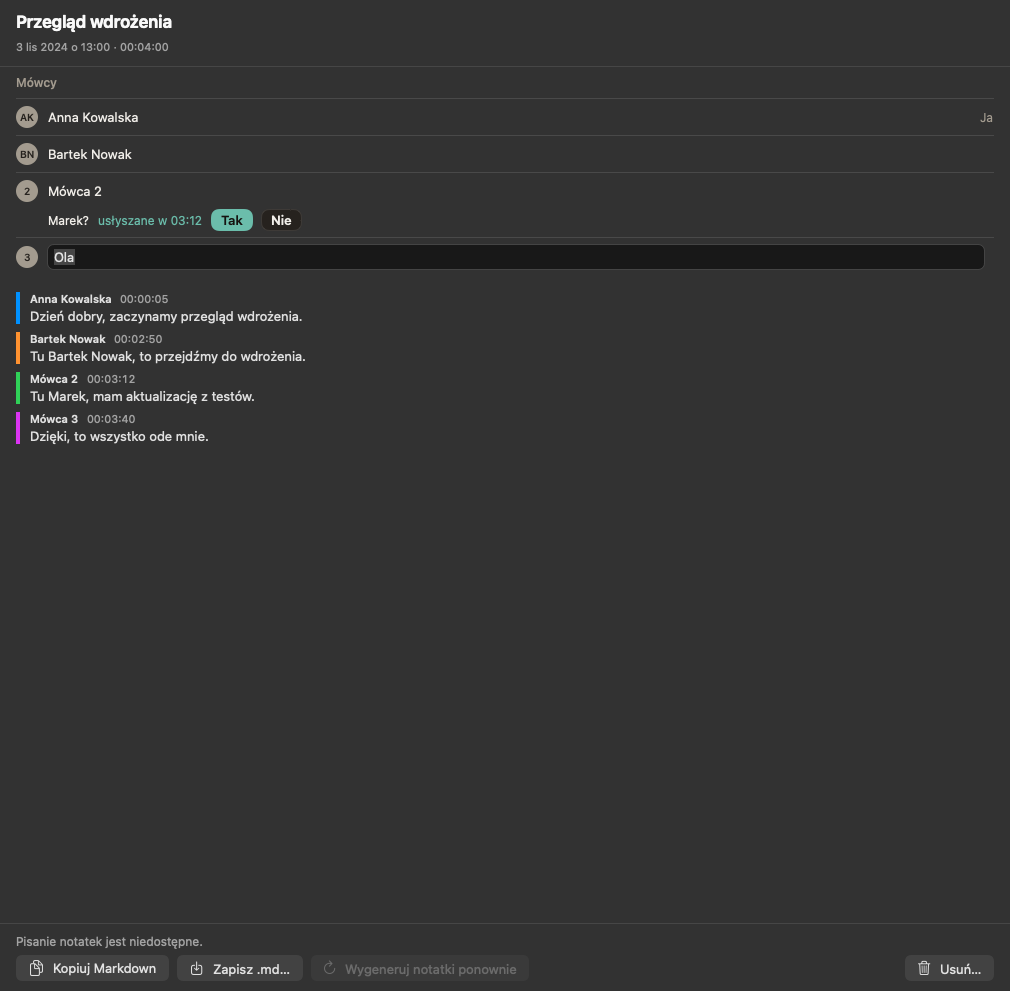 Przegląd wdrożenia
3 lis 2024 o 13:00 · 00:04:00
Mówcy
AK Anna Kowalska Ja
BN Bartek Nowak
2 Mówca 2
Marek? usłyszane w 03:12 Tak Nie
3 Ola
Anna Kowalska 00:00:05
Dzień dobry, zaczynamy przegląd wdrożenia.
Bartek Nowak 00:02:50
Tu Bartek Nowak, to przejdźmy do wdrożenia.
Mówca 2 00:03:12
Tu Marek, mam aktualizację z testów.
Mówca 3 00:03:40
Dzięki, to wszystko ode mnie.
Pisanie notatek jest niedostępne.
Kopiuj Markdown Zapisz .md... Wygeneruj notatki ponownie Usuń...